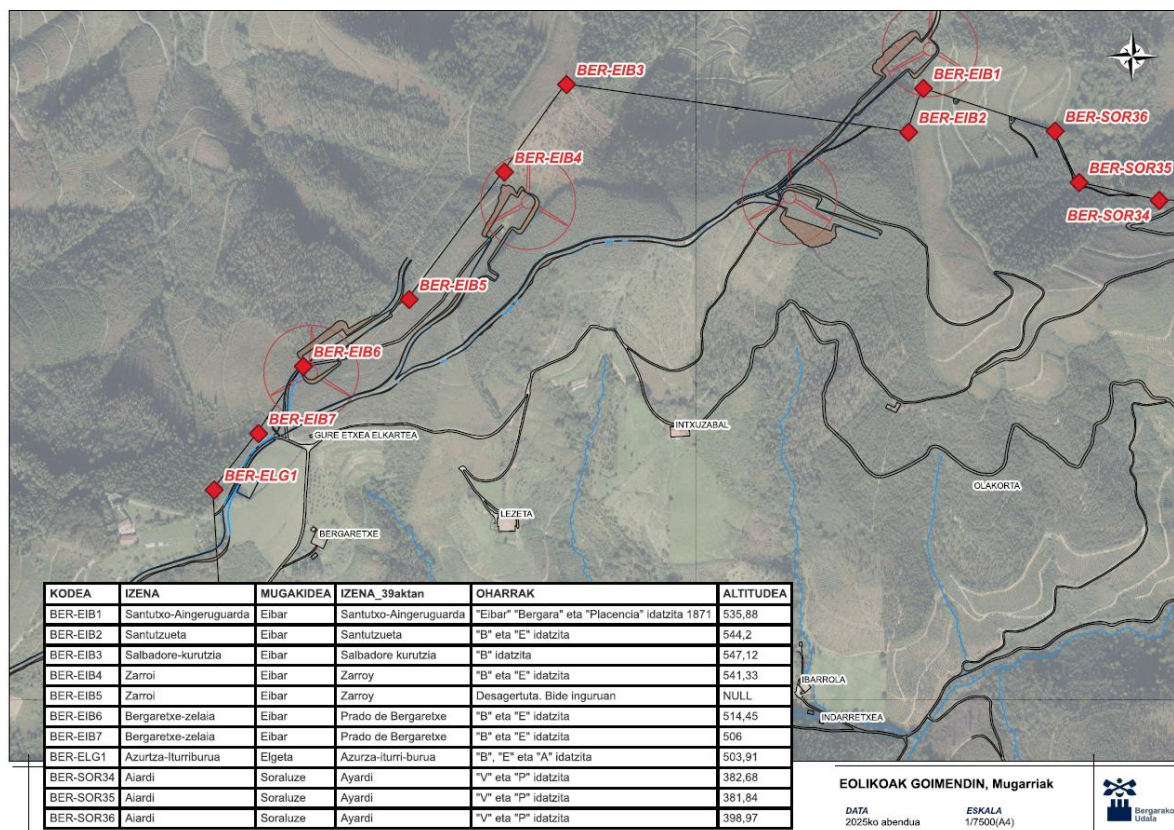 BER-EIB3
BER-EIB1
BER-EIB2
BER-SOR36
BER-EIB4
BER-SOR35
BER-SOR34
BER-EIB5
BER-EIB6
BER-EIB7
GURE ETXEA ELKARTEA
INTXUZABAL
BER-ELG1
OLAKORTA
LEZETA
BERGARETXE
IBARROLA
INDARRETXEA
KODEA IZENA MUGAKIDEA IZENA_39aktan OHARRAK ALTITUDEA
BER-EIB1 Santutxo-Aingeruguarda Eibar Santutxo-Aingeruguarda "Eibar" "Bergara" eta "Placencia" idatzita 1871 535,88
BER-EIB2 Santutzueta Eibar Santutzueta "B" eta "E" idatzita 544,2
BER-EIB3 Salbadore-kurutzia Eibar Salbadore kurutzia "B" idatzita 547,12
BER-EIB4 Zarroi Eibar Zarroy "B" eta "E" idatzita 541,33
BER-EIB5 Zarroi Eibar Zarroy Desagertuta. Bide inguruan NULL
BER-EIB6 Bergaretxe-zelaia Eibar Prado de Bergaretxe "B" eta "E" idatzita 514,45
BER-EIB7 Bergaretxe-zelaia Eibar Prado de Bergaretxe "B" eta "E" idatzita 506
BER-ELG1 Azurtza-Iturriburua Elgeta Azurza-iturri-burua "B", "E" eta "A" idatzita 503,91
BER-SOR34 Aiardi Soraluze Ayardi "V" eta "P" idatzita 382,68
BER-SOR35 Aiardi Soraluze Ayardi "V" eta "P" idatzita 381,84
BER-SOR36 Aiardi Soraluze Ayardi "V" eta "P" idatzita 398,97
EOLIKOAK GOIMENDIN, Mugarriak
DATA ESKALA
2025ko abendua 1/7500(A4)
Bergarako
Udala